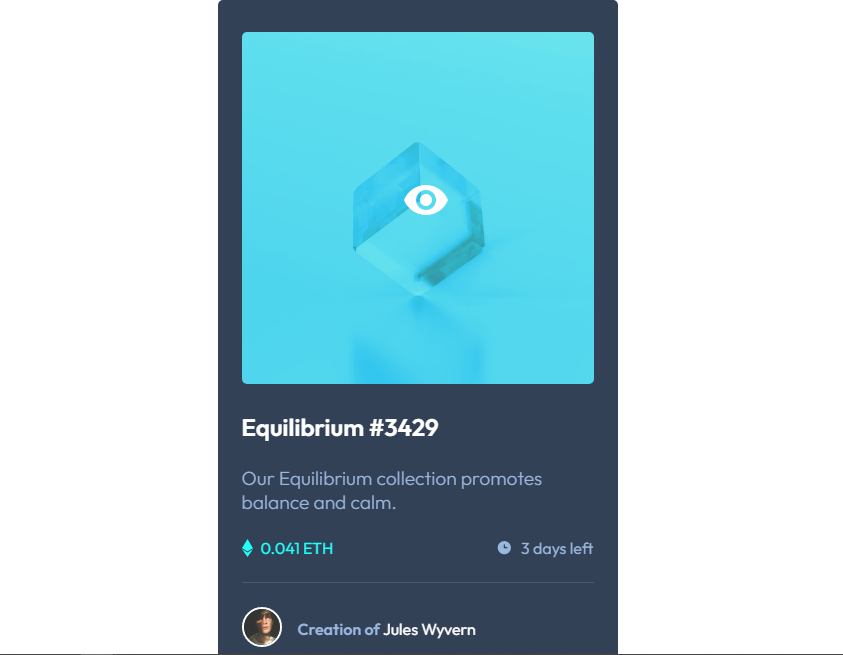 Equilibrium #3429
Our Equilibrium collection promotes
balance and calm.
0.041 ETH
3 days left
Creation of Jules Wyvern